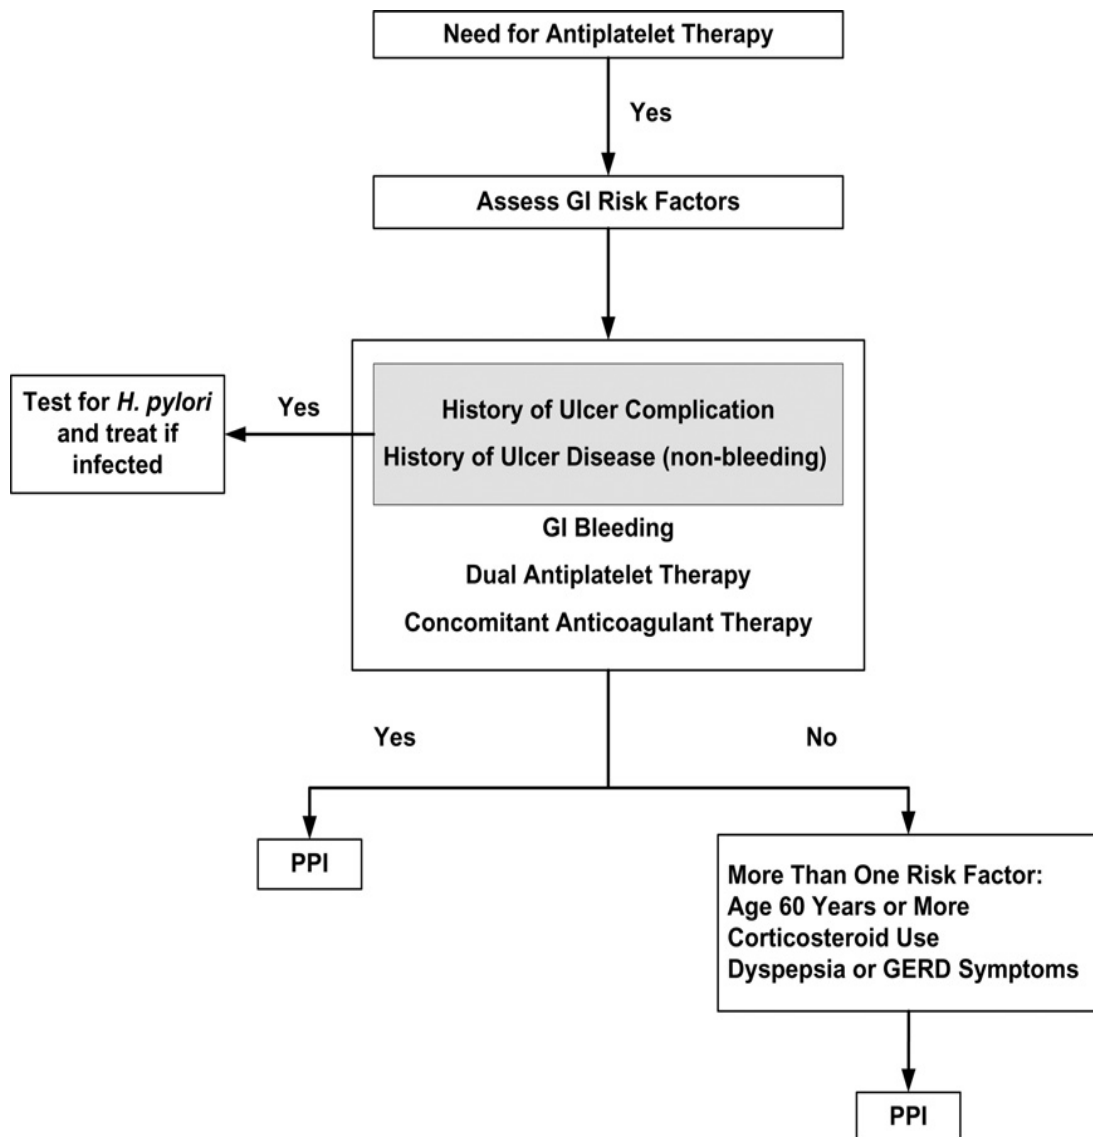 Need for Antiplatelet Therapy
Yes
Assess GI Risk Factors
Test for H. pylori
and treat if
infected
Yes
History of Ulcer Complication
History of Ulcer Disease (non-bleeding)
GI Bleeding
Dual Antiplatelet Therapy
Concomitant Anticoagulant Therapy
Yes
No
PPI
More Than One Risk Factor:
Age 60 Years or More
Corticosteroid Use
Dyspepsia or GERD Symptoms
PPI